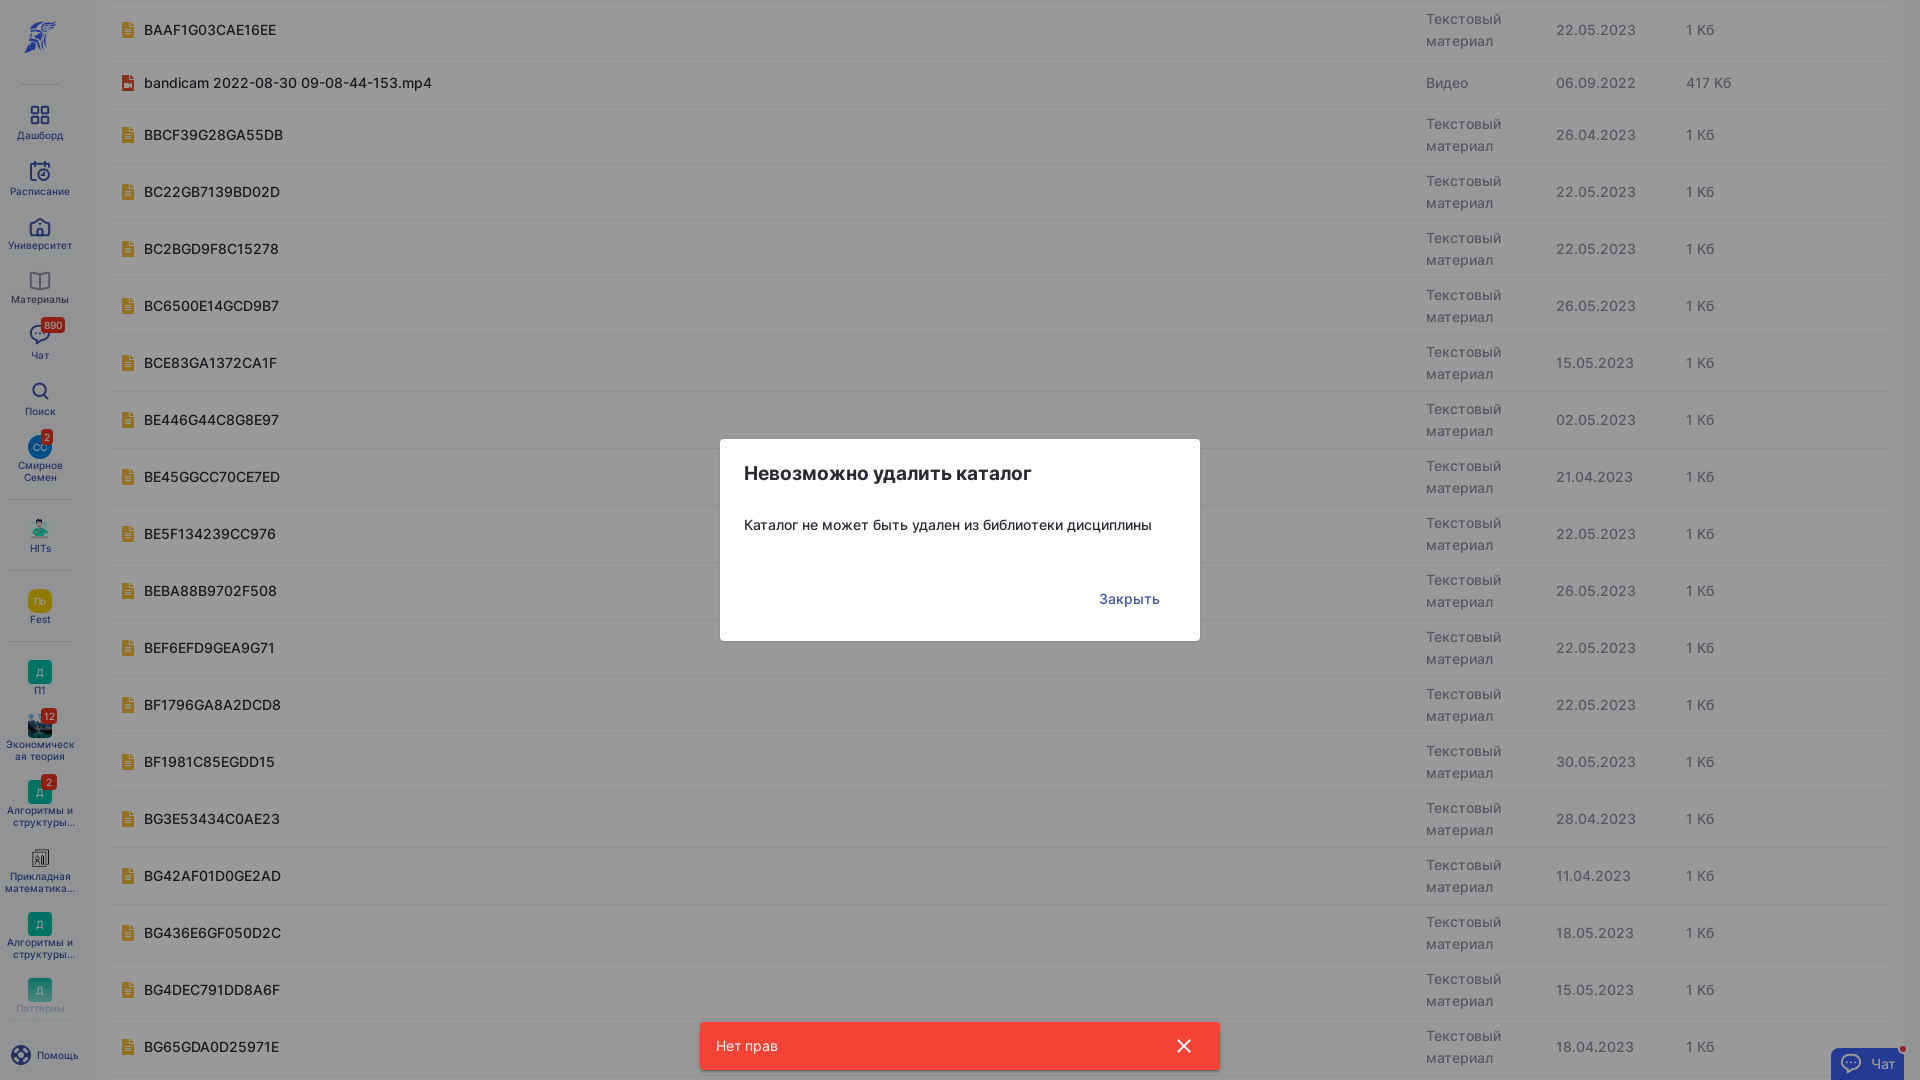 Дашборд
Расписание
Университет
Материалы
890
Чат
Поиск
СС
2
Смирнов
Семен
HITs
По
Fest
Д
П1
12
Экономическ
ая теория
Д
2
Алгоритмы и
структуры...
Прикладная
математика...
Д
Алгоритмы и
структуры...
Д
Паттерны
Помощь
BAAF1G03CAE16EE
Текстовый
материал
22.05.2023
1 Кб
bandicam 2022-08-30 09-08-44-153.mp4
Видео
06.09.2022
417 Кб
BBCF39G28GA55DB
Текстовый
материал
26.04.2023
1 Кб
BC22GB7139BD02D
Текстовый
материал
22.05.2023
1 Кб
BC2BGD9F8C15278
Текстовый
материал
22.05.2023
1 Кб
BC6500E14GCD9B7
Текстовый
материал
26.05.2023
1 Кб
BCE83GA1372CA1F
Текстовый
материал
15.05.2023
1 Кб
BE446G44C8G8E97
Текстовый
материал
02.05.2023
1 Кб
BE45GGCC70CE7ED
Текстовый
материал
21.04.2023
1 Кб
BE5F134239CC976
Текстовый
материал
22.05.2023
1 Кб
BEBA88B9702F508
Текстовый
материал
26.05.2023
1 Кб
BEF6EFD9GEA9G71
Текстовый
материал
22.05.2023
1 Кб
BF1796GA8A2DCD8
Текстовый
материал
22.05.2023
1 Кб
BF1981C85EGDD15
Текстовый
материал
30.05.2023
1 Кб
BG3E53434C0AE23
Текстовый
материал
28.04.2023
1 Кб
BG42AF01D0GE2AD
Текстовый
материал
11.04.2023
1 Кб
BG436E6GF050D2C
Текстовый
материал
18.05.2023
1 Кб
BG4DEC791DD8A6F
Текстовый
материал
15.05.2023
1 Кб
BG65GDA0D25971E
Текстовый
материал
18.04.2023
1 Кб
Невозможно удалить каталог
Каталог не может быть удален из библиотеки дисциплины
Закрыть
Нет прав
Чат